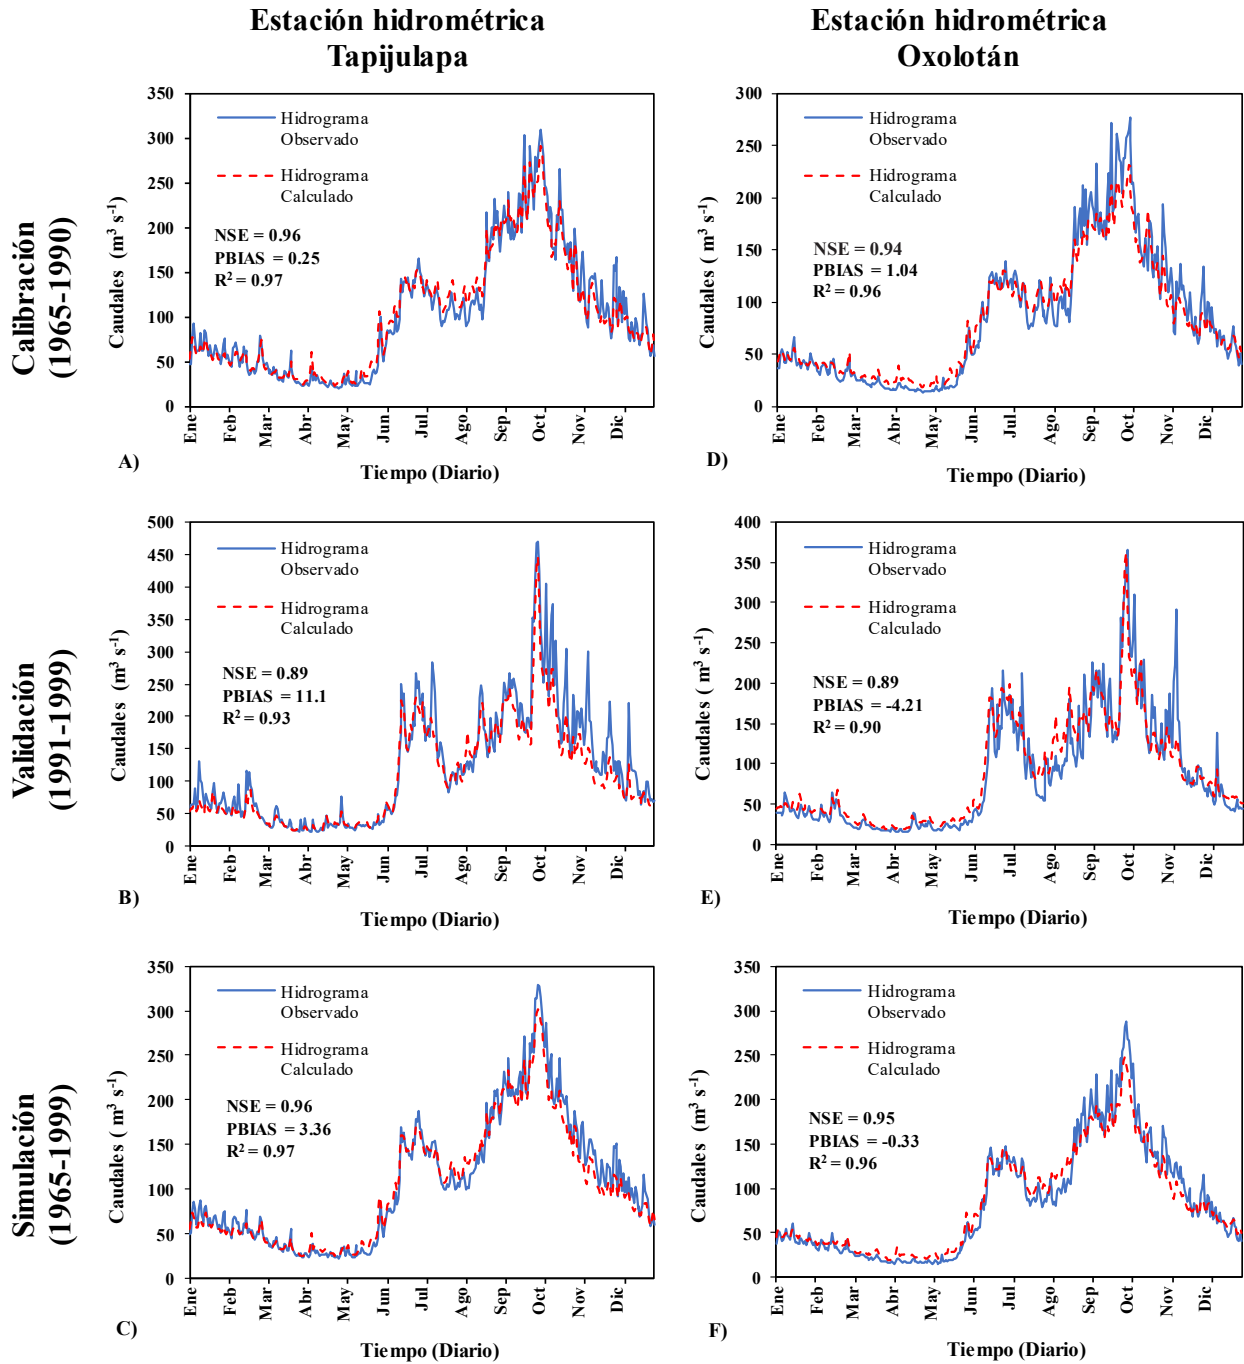 Estación hidrométrica
Tapijulapa
Estación hidrométrica
Oxolotán
Calibración
(1965-1990)
Caudales (m³ s⁻¹)
350
300
250
200
150
100
50
0
Hidrograma
Observado
Hidrograma
Calculado
NSE = 0.96
PBIAS = 0.25
R² = 0.97
Ene
Feb
Mar
Abr
May
Jun
Jul
Ago
Sep
Oct
Nov
Dic
A)
Tiempo (Diario)
Caudales ( m³ s⁻¹)
300
250
200
150
100
50
0
Hidrograma
Observado
Hidrograma
Calculado
NSE = 0.94
PBIAS = 1.04
R² = 0.96
Ene
Feb
Mar
Abr
May
Jun
Jul
Ago
Sep
Oct
Nov
Dic
D)
Tiempo (Diario)
Validación
(1991-1999)
Caudales (m³ s⁻¹)
500
450
400
350
300
250
200
150
100
50
0
Hidrograma
Observado
Hidrograma
Calculado
NSE = 0.89
PBIAS = 11.1
R² = 0.93
Ene
Feb
Mar
Abr
May
Jun
Jul
Ago
Sep
Oct
Nov
Dic
B)
Tiempo (Diario)
Caudales ( m³ s⁻¹)
400
350
300
250
200
150
100
50
0
Hidrograma
Observado
Hidrograma
Calculado
NSE = 0.89
PBIAS = -4.21
R² = 0.90
Ene
Feb
Mar
Abr
May
Jun
Jul
Ago
Sep
Oct
Nov
Dic
E)
Tiempo (Diario)
Simulación
(1965-1999)
Caudales ( m³ s⁻¹)
350
300
250
200
150
100
50
0
Hidrograma
Observado
Hidrograma
Calculado
NSE = 0.96
PBIAS = 3.36
R² = 0.97
Ene
Feb
Mar
Abr
May
Jun
Jul
Ago
Sep
Oct
Nov
Dic
C)
Tiempo (Diario)
Caudales (m³ s⁻¹)
350
300
250
200
150
100
50
0
Hidrograma
Observado
Hidrograma
Calculado
NSE = 0.95
PBIAS = -0.33
R² = 0.96
Ene
Feb
Mar
Abr
May
Jun
Jul
Ago
Sep
Oct
Nov
Dic
F)
Tiempo (Diario)